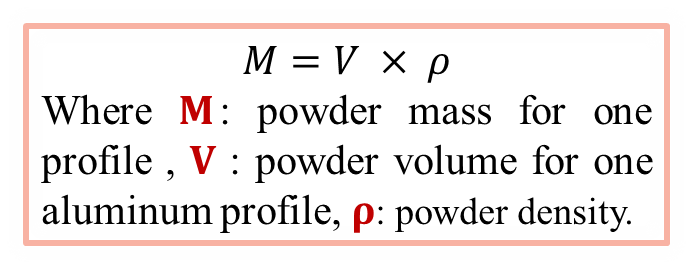 M = V × ρ
Where M: powder mass for one
profile , V : powder volume for one
aluminum profile, ρ: powder density.